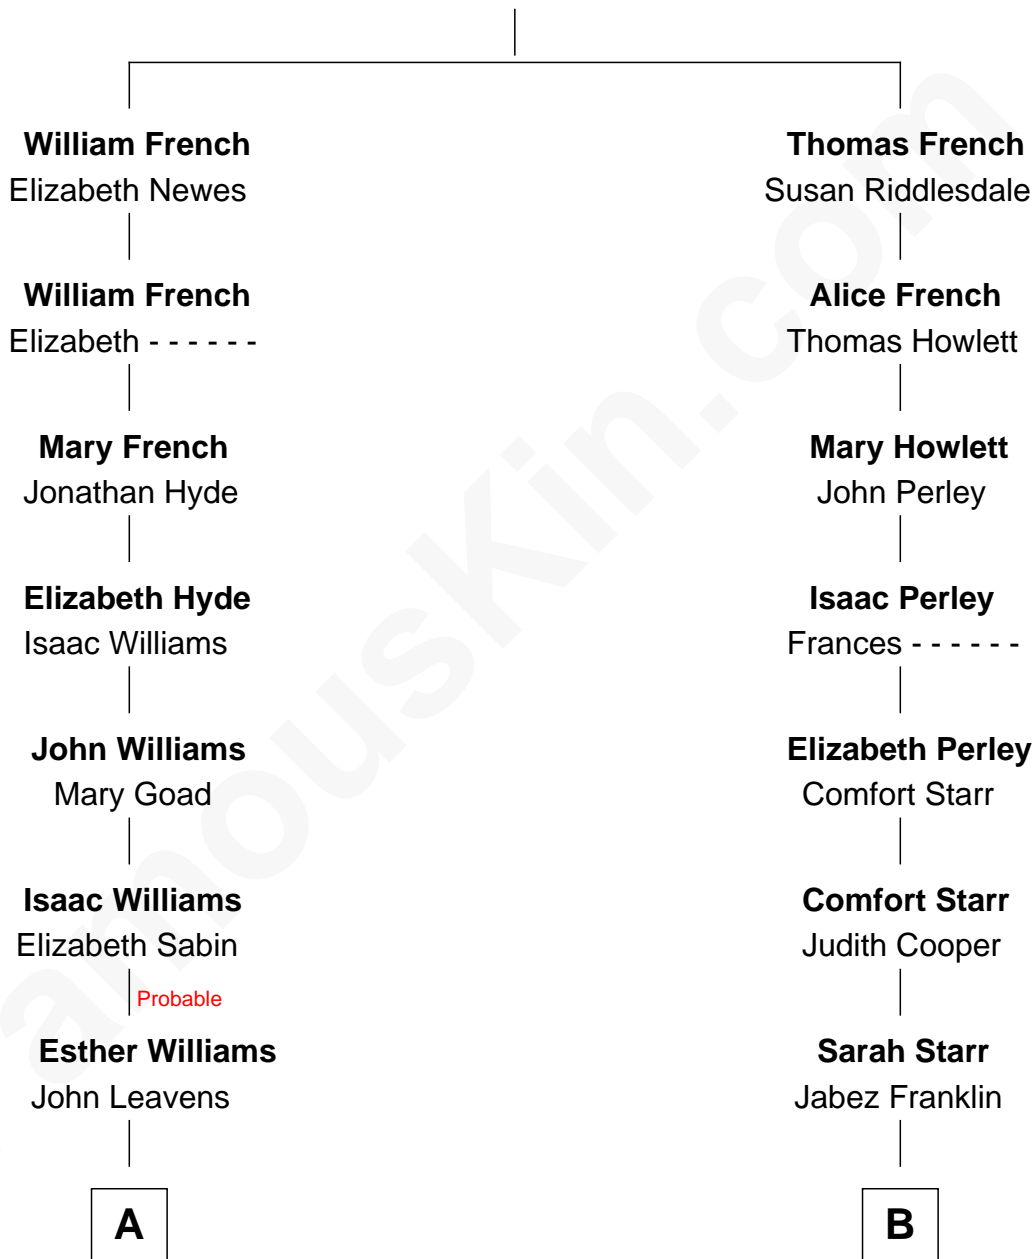 William French
Elizabeth Newes
Thomas French
Susan Riddlesdale
William French
Elizabeth - - - - - -
Alice French
Thomas Howlett
Mary French
Jonathan Hyde
Mary Howlett
John Perley
Elizabeth Hyde
Isaac Williams
Isaac Perley
Frances - - - - - -
John Williams
Mary Goad
Elizabeth Perley
Comfort Starr
Isaac Williams
Elizabeth Sabin
Comfort Starr
Judith Cooper
Probable
Esther Williams
John Leavens
Sarah Starr
Jabez Franklin
A
B
amouskin.com